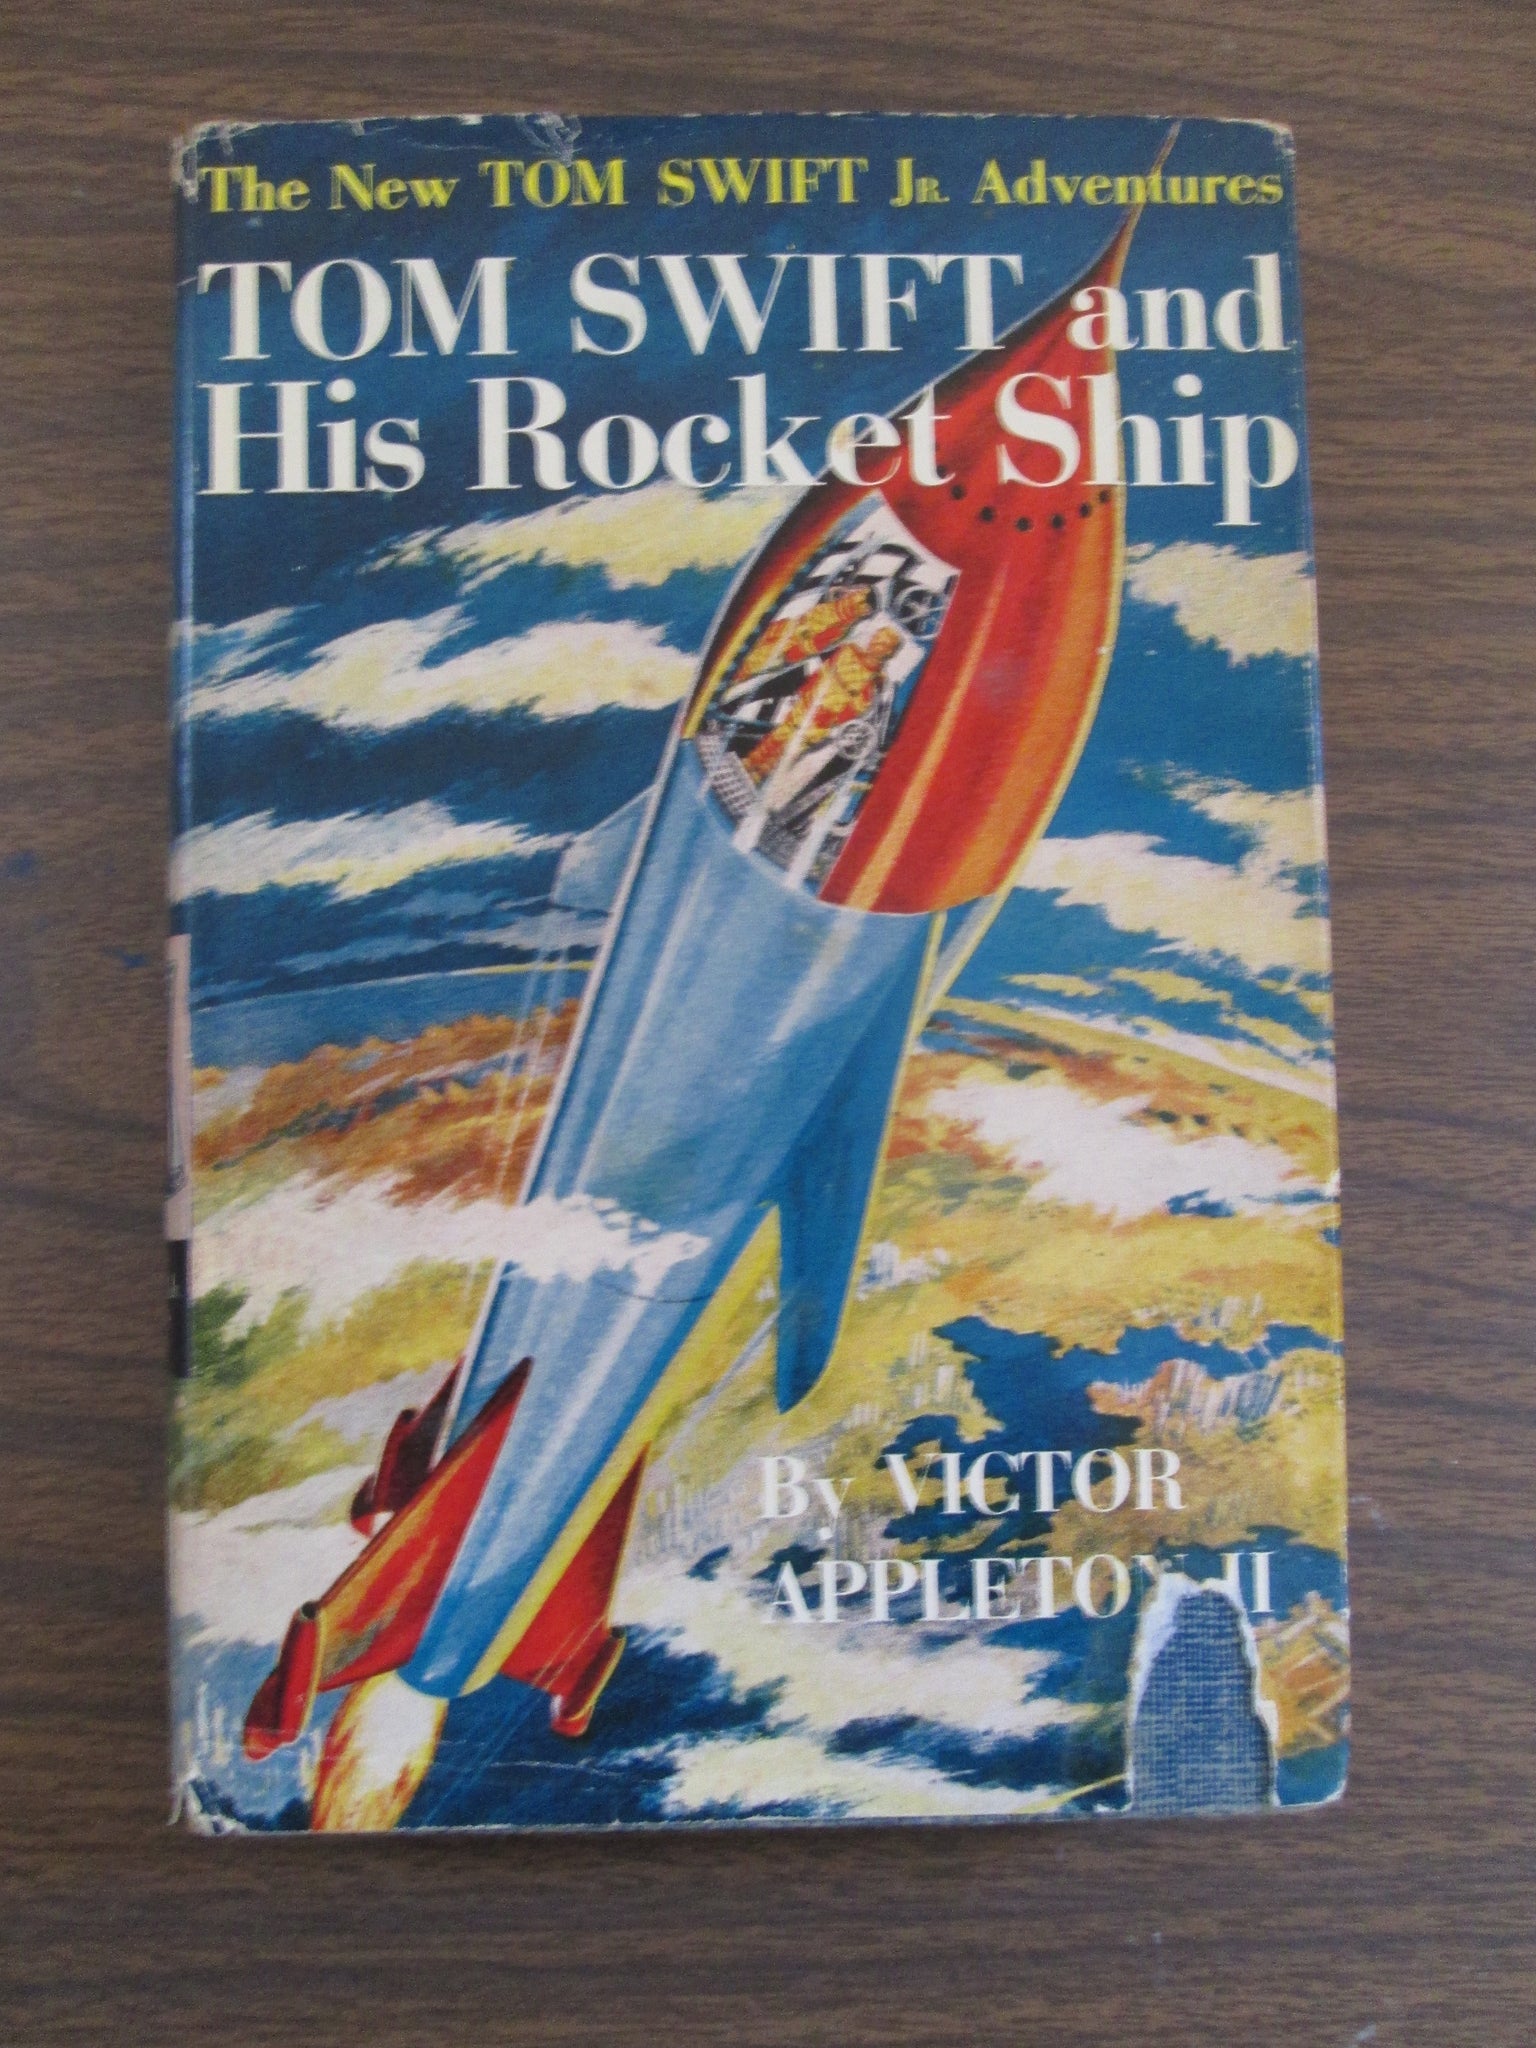 The New TOM SWIFT JR. Adventures
TOM SWIFT and
His Rocket Ship
By VICTOR
APPLETON II